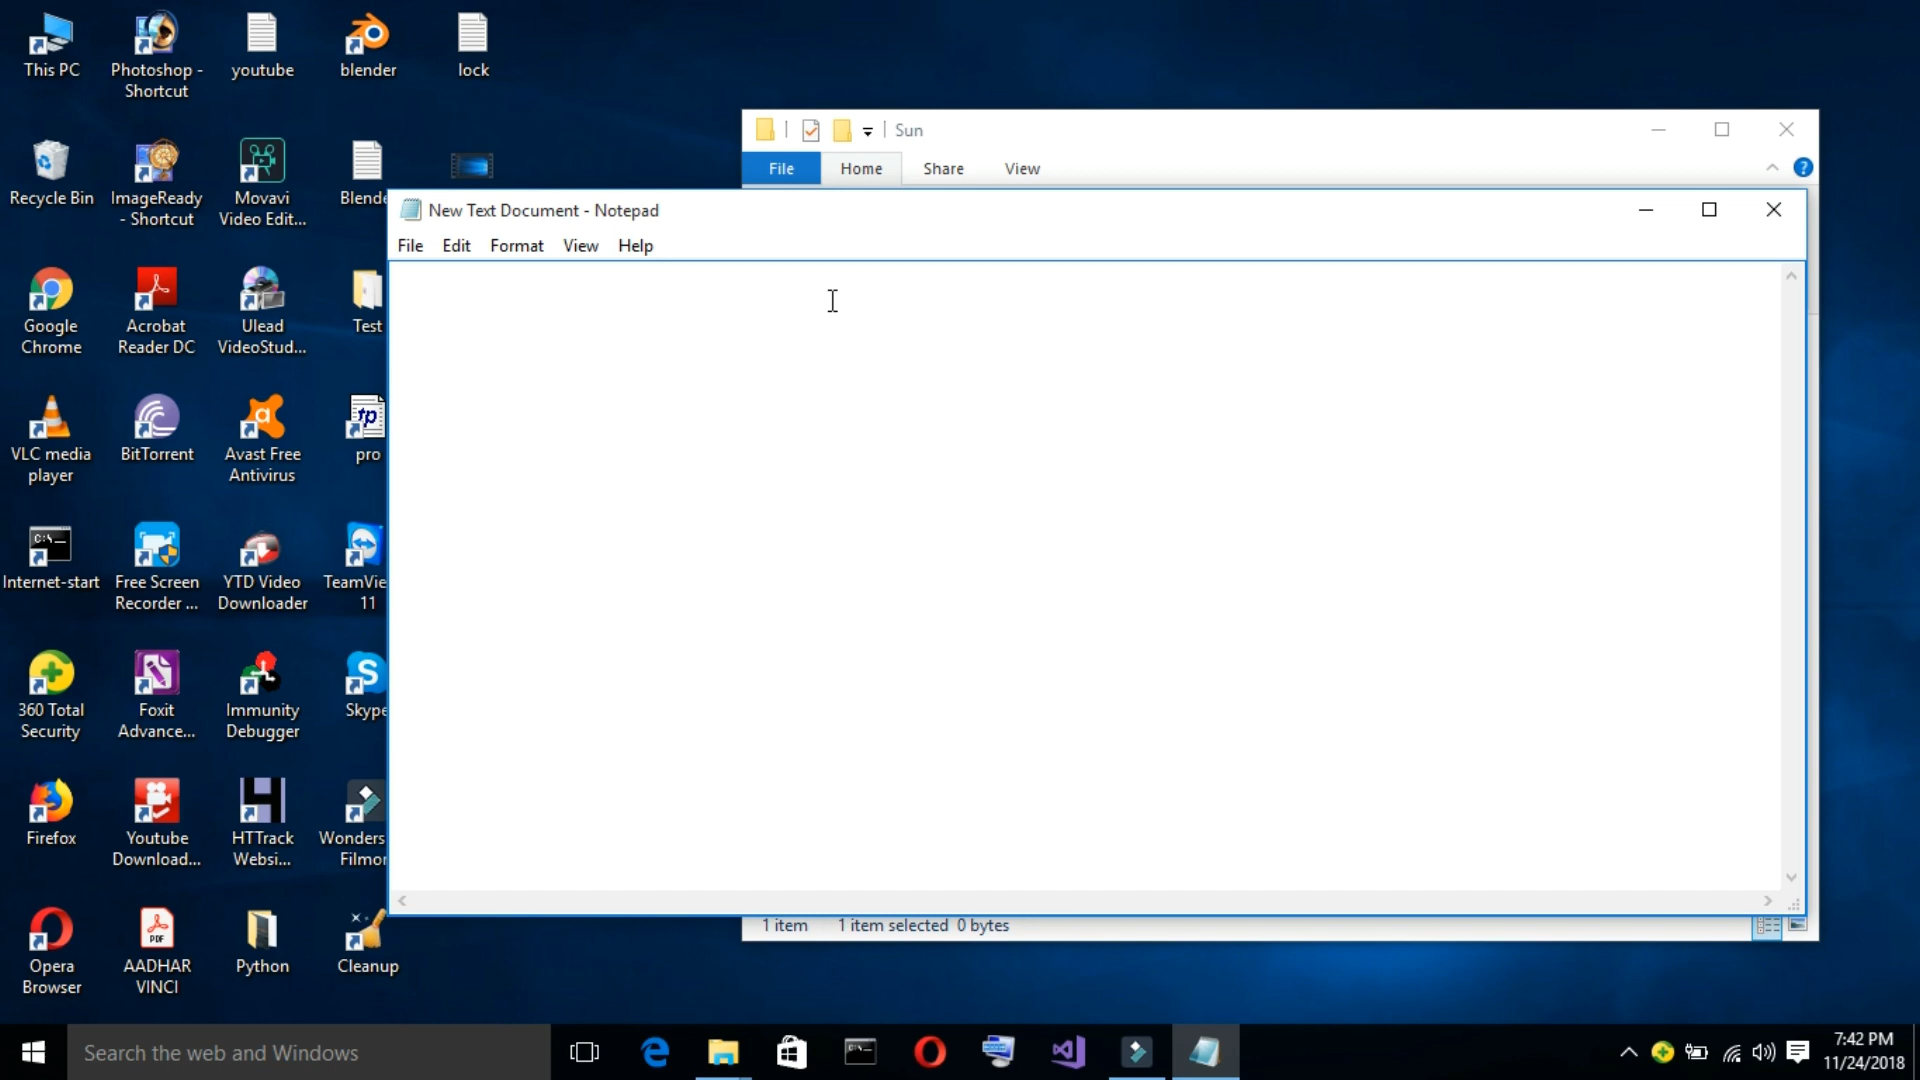 This PC
Photoshop -
Shortcut
youtube
blender
lock
Recycle Bin
ImageReady
- Shortcut
Movavi
Video Edit...
Blende
Google
Chrome
Acrobat
Reader DC
Ulead
VideoStud...
Test
VLC media
player
BitTorrent
Avast Free
Antivirus
pro
Internet-start
Free Screen
Recorder ...
YTD Video
Downloader
TeamVie
11
360 Total
Security
Foxit
Advance...
Immunity
Debugger
Skype
Firefox
Youtube
Download...
HTTrack
Websi...
Wonders
Filmor
Opera
Browser
AADHAR
VINCI
Python
Cleanup
Sun
File Home Share View
New Text Document - Notepad
File Edit Format View Help
1 item 1 item selected 0 bytes
Search the web and Windows
7:42 PM
11/24/2018